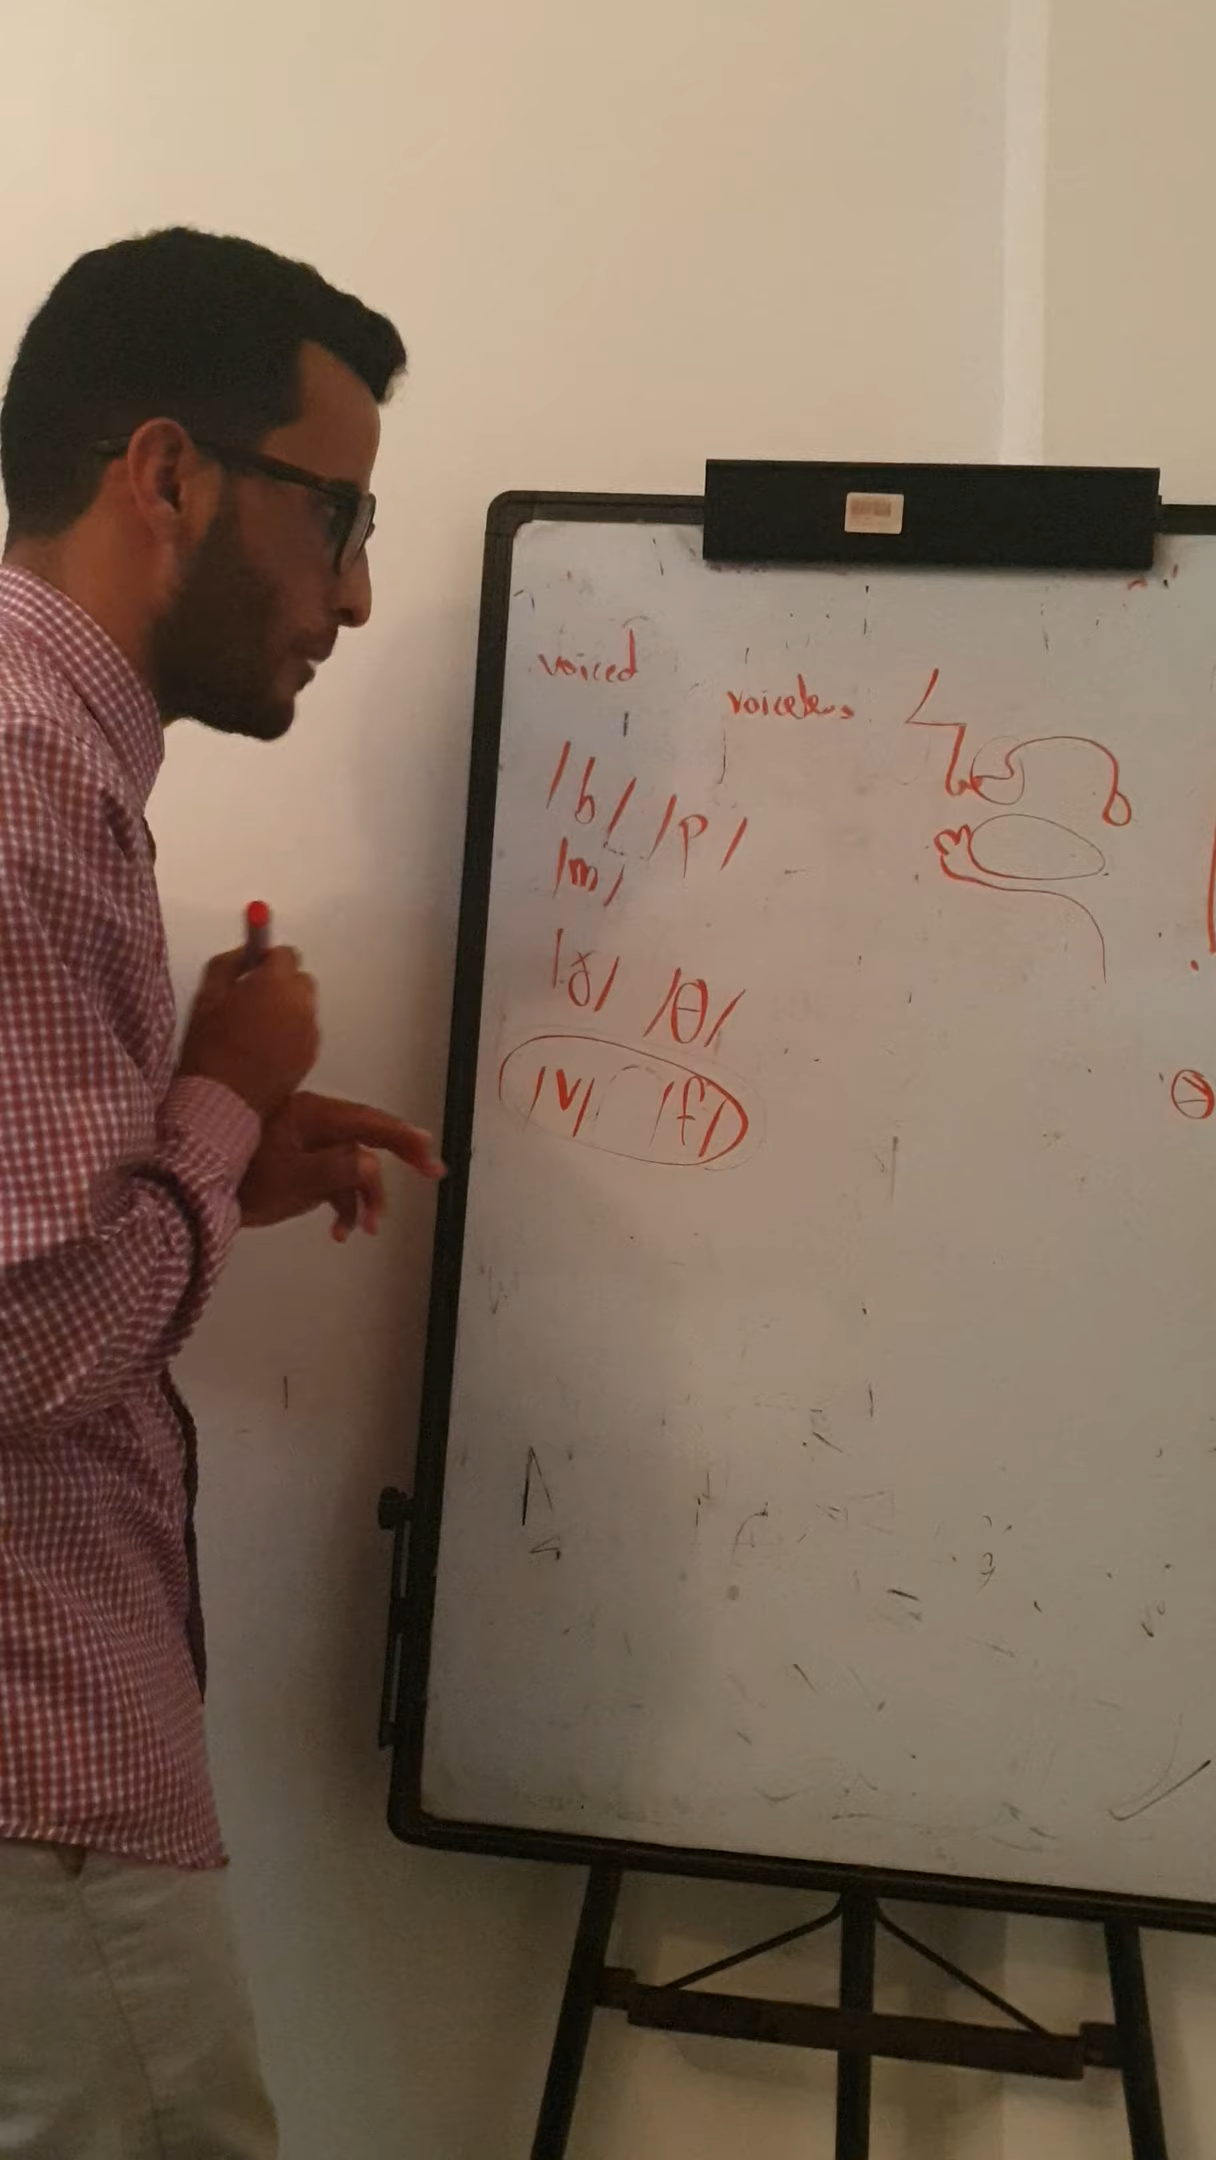 voiced
voiceless
/b/ /p/
/m/
/ð/ /θ/
/v/ /f/